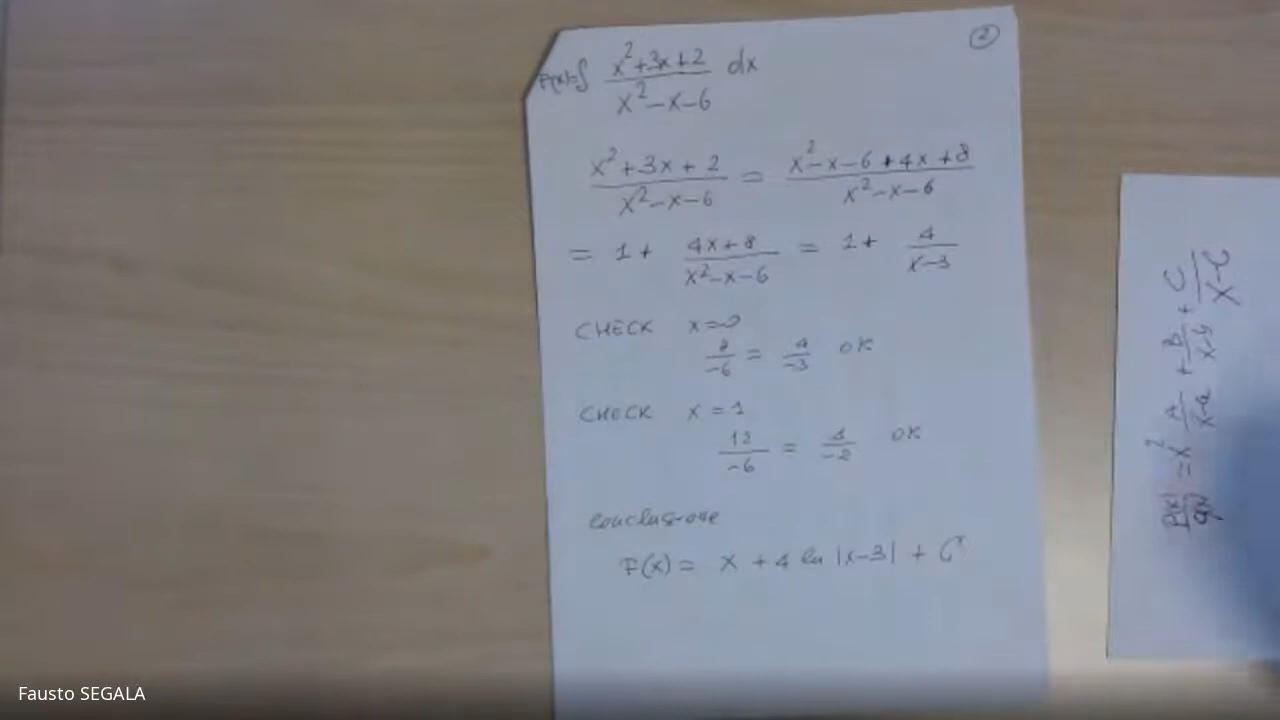 ②
F(x)=∫ (x²+3x+2)/(x²-x-6) dx
(x²+3x+2)/(x²-x-6) = (x²-x-6+4x+8)/(x²-x-6)
= 1+ (4x+8)/(x²-x-6) = 1+ 4/(x-3)
CHECK x=0
8/-6 = 4/-3 OK
CHECK x=1
12/-6 = 4/-2 OK
conclusione
F(x)= x + 4 ln |x-3| + C
P(x)/q(x) = x² A/(x-a) + B/(x-b) + C/(x-c)
Fausto SEGALA